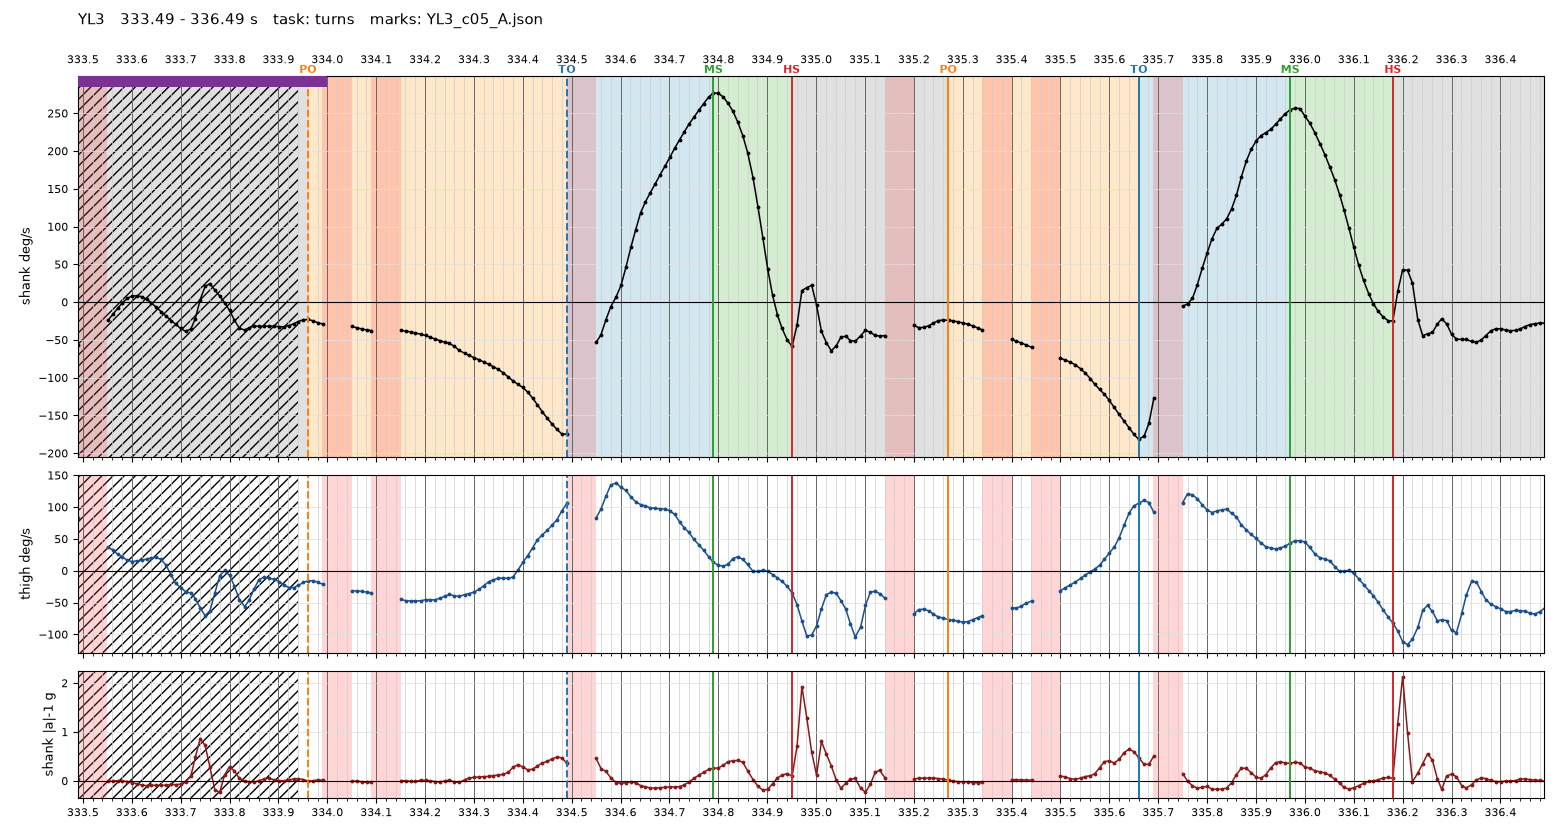 YL3   333.49 - 336.49 s   task: turns   marks: YL3_c05_A.json
333.5 333.6 333.7 333.8 333.9 334.0 334.1 334.2 334.3 334.4 334.5 334.6 334.7 334.8 334.9 335.0 335.1 335.2 335.3 335.4 335.5 335.6 335.7 335.8 335.9 336.0 336.1 336.2 336.3 336.4
PO TO MS HS PO TO MS HS
shank deg/s
250
200
150
100
50
0
−50
−100
−150
−200
thigh deg/s
150
100
50
0
−50
−100
shank |a|-1 g
2
1
0
333.5 333.6 333.7 333.8 333.9 334.0 334.1 334.2 334.3 334.4 334.5 334.6 334.7 334.8 334.9 335.0 335.1 335.2 335.3 335.4 335.5 335.6 335.7 335.8 335.9 336.0 336.1 336.2 336.3 336.4